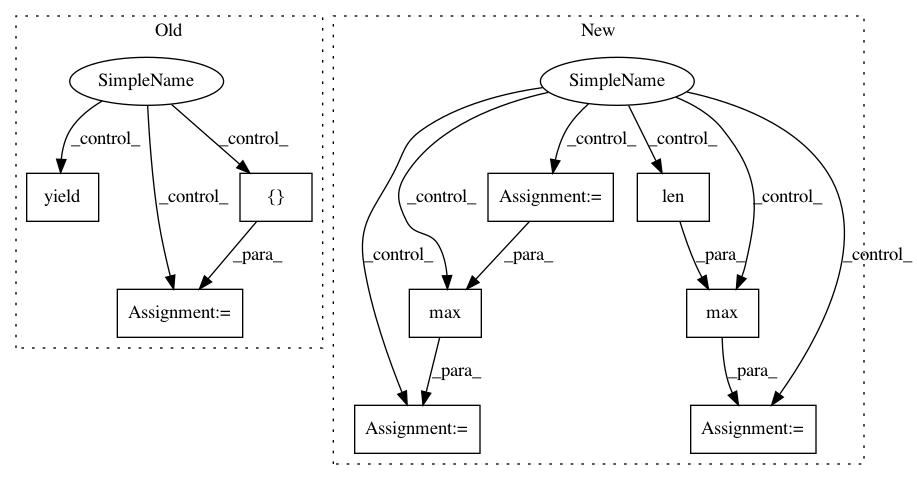 Old
New
SimpleName
SimpleName
_control_
_control_
_control_
_control_
yield
_control_
{}
_control_
Assignment:=
len
_control_
_control_
_para_
_control_
_para_
_para_
_control_
Assignment:=
max
max
_para_
_para_
Assignment:=
Assignment:=